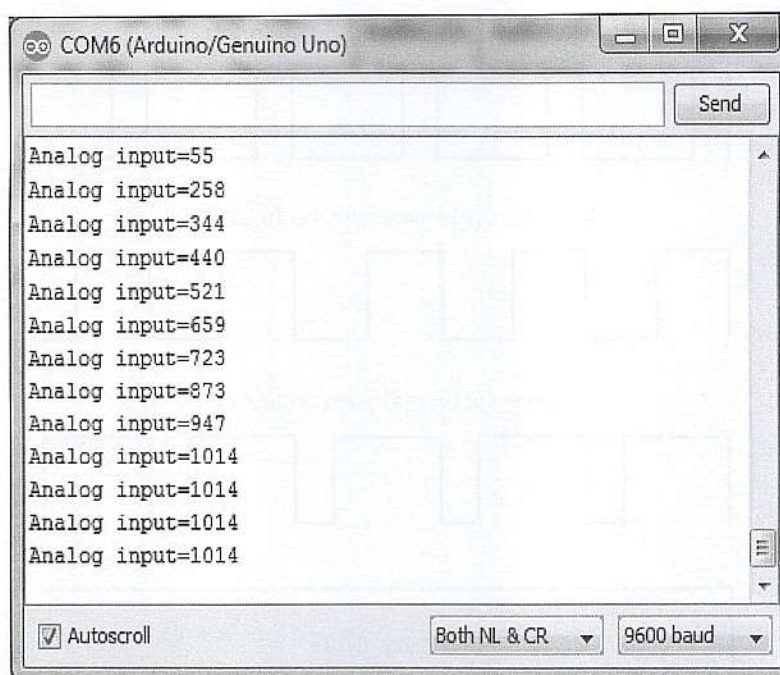 COM6 (Arduino/Genuino Uno)
Send
Analog input=55
Analog input=258
Analog input=344
Analog input=440
Analog input=521
Analog input=659
Analog input=723
Analog input=873
Analog input=947
Analog input=1014
Analog input=1014
Analog input=1014
Analog input=1014
Autoscroll
Both NL & CR
9600 baud